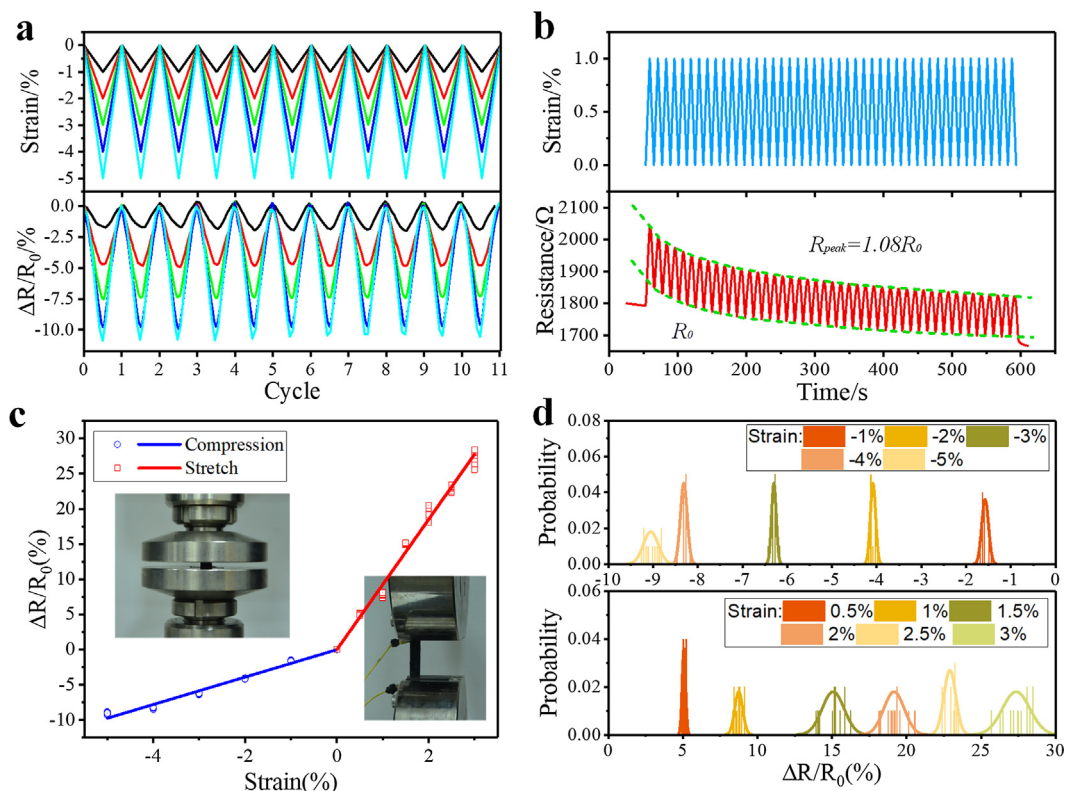 a
Strain/%
0
-1
-2
-3
-4
-5
ΔR/R0/%
0.0
-2.5
-5.0
-7.5
-10.0
0 1 2 3 4 5 6 7 8 9 10 11
Cycle
b
Strain/%
1.0
0.5
0.0
Resistance/Ω
2100
2000
1900
1800
1700
Rpeak=1.08R0
R0
0 100 200 300 400 500 600
Time/s
c
ΔR/R0(%)
30
25
20
15
10
5
0
-5
-10
Compression
Stretch
-4 -2 0 2
Strain(%)
d
Probability
0.08
0.06
0.04
0.02
0.00
Strain: -1% -2% -3%
-4% -5%
-10 -9 -8 -7 -6 -5 -4 -3 -2 -1 0
Probability
0.06
0.04
0.02
0.00
Strain: 0.5% 1% 1.5%
2% 2.5% 3%
0 5 10 15 20 25 30
ΔR/R0(%)